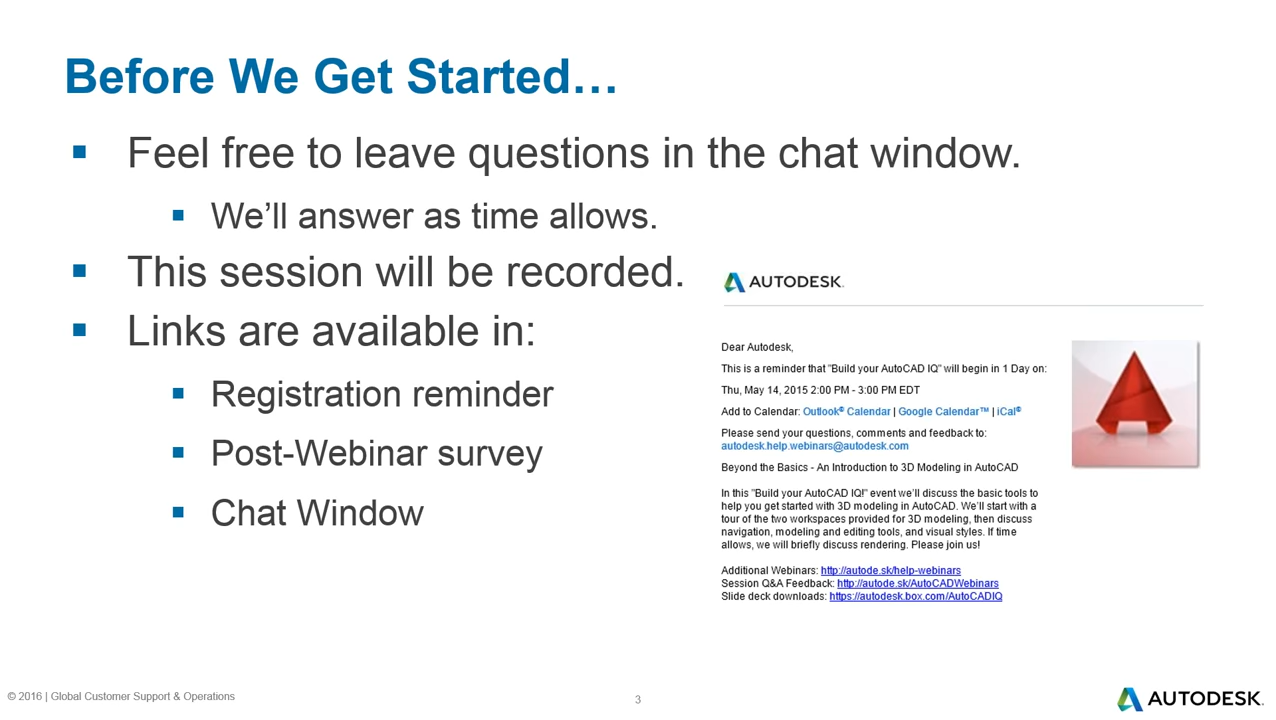 Before We Get Started…
Feel free to leave questions in the chat window.
We’ll answer as time allows.
This session will be recorded.
Links are available in:
Registration reminder
Post-Webinar survey
Chat Window
AUTODESK.
Dear Autodesk,
This is a reminder that "Build your AutoCAD IQ" will begin in 1 Day on:
Thu, May 14, 2015 2:00 PM - 3:00 PM EDT
Add to Calendar: Outlook® Calendar | Google Calendar™ | iCal®
Please send your questions, comments and feedback to:
autodesk.help.webinars@autodesk.com
Beyond the Basics - An Introduction to 3D Modeling in AutoCAD
In this "Build your AutoCAD IQ!" event we’ll discuss the basic tools to
help you get started with 3D modeling in AutoCAD. We’ll start with a
tour of the two workspaces provided for 3D modeling, then discuss
navigation, modeling and editing tools, and visual styles. If time
allows, we will briefly discuss rendering. Please join us!
Additional Webinars: http://autode.sk/help-webinars
Session Q&A Feedback: http://autode.sk/AutoCADWebinars
Slide deck downloads: https://autodesk.box.com/AutoCADIQ
© 2016 | Global Customer Support & Operations
3
AUTODESK.